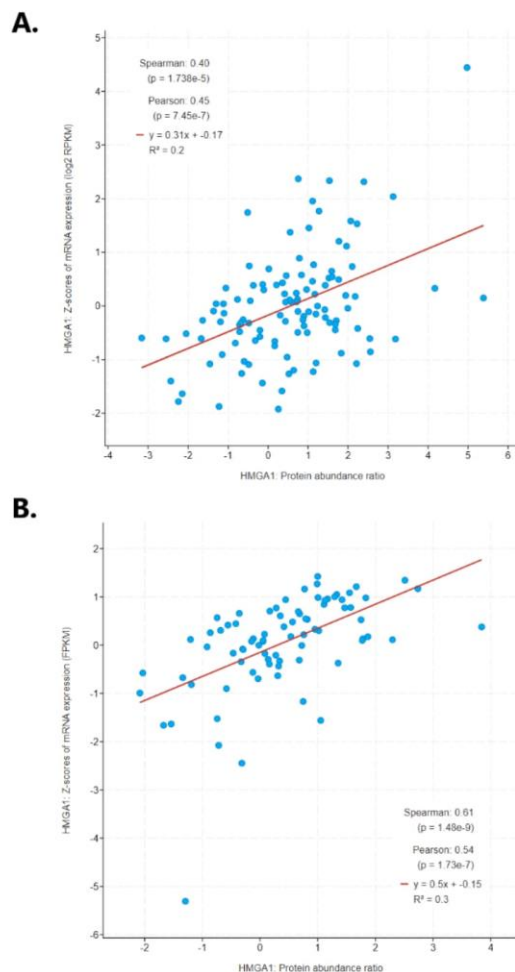 A.
Spearman: 0.40
(p = 1.738e-5)
Pearson: 0.45
(p = 7.45e-7)
y = 0.31x + -0.17
R² = 0.2
HMGA1: Z-scores of mRNA expression (log2 RPKM)
5
4
3
2
1
0
-1
-2
-4 -3 -2 -1 0 1 2 3 4 5 6
HMGA1: Protein abundance ratio
B.
HMGA1: Z-scores of mRNA expression (FPKM)
2
1
0
-1
-2
-3
-4
-5
-6
Spearman: 0.61
(p = 1.48e-9)
Pearson: 0.54
(p = 1.73e-7)
y = 0.5x + -0.15
R² = 0.3
-2 -1 0 1 2 3 4
HMGA1: Protein abundance ratio